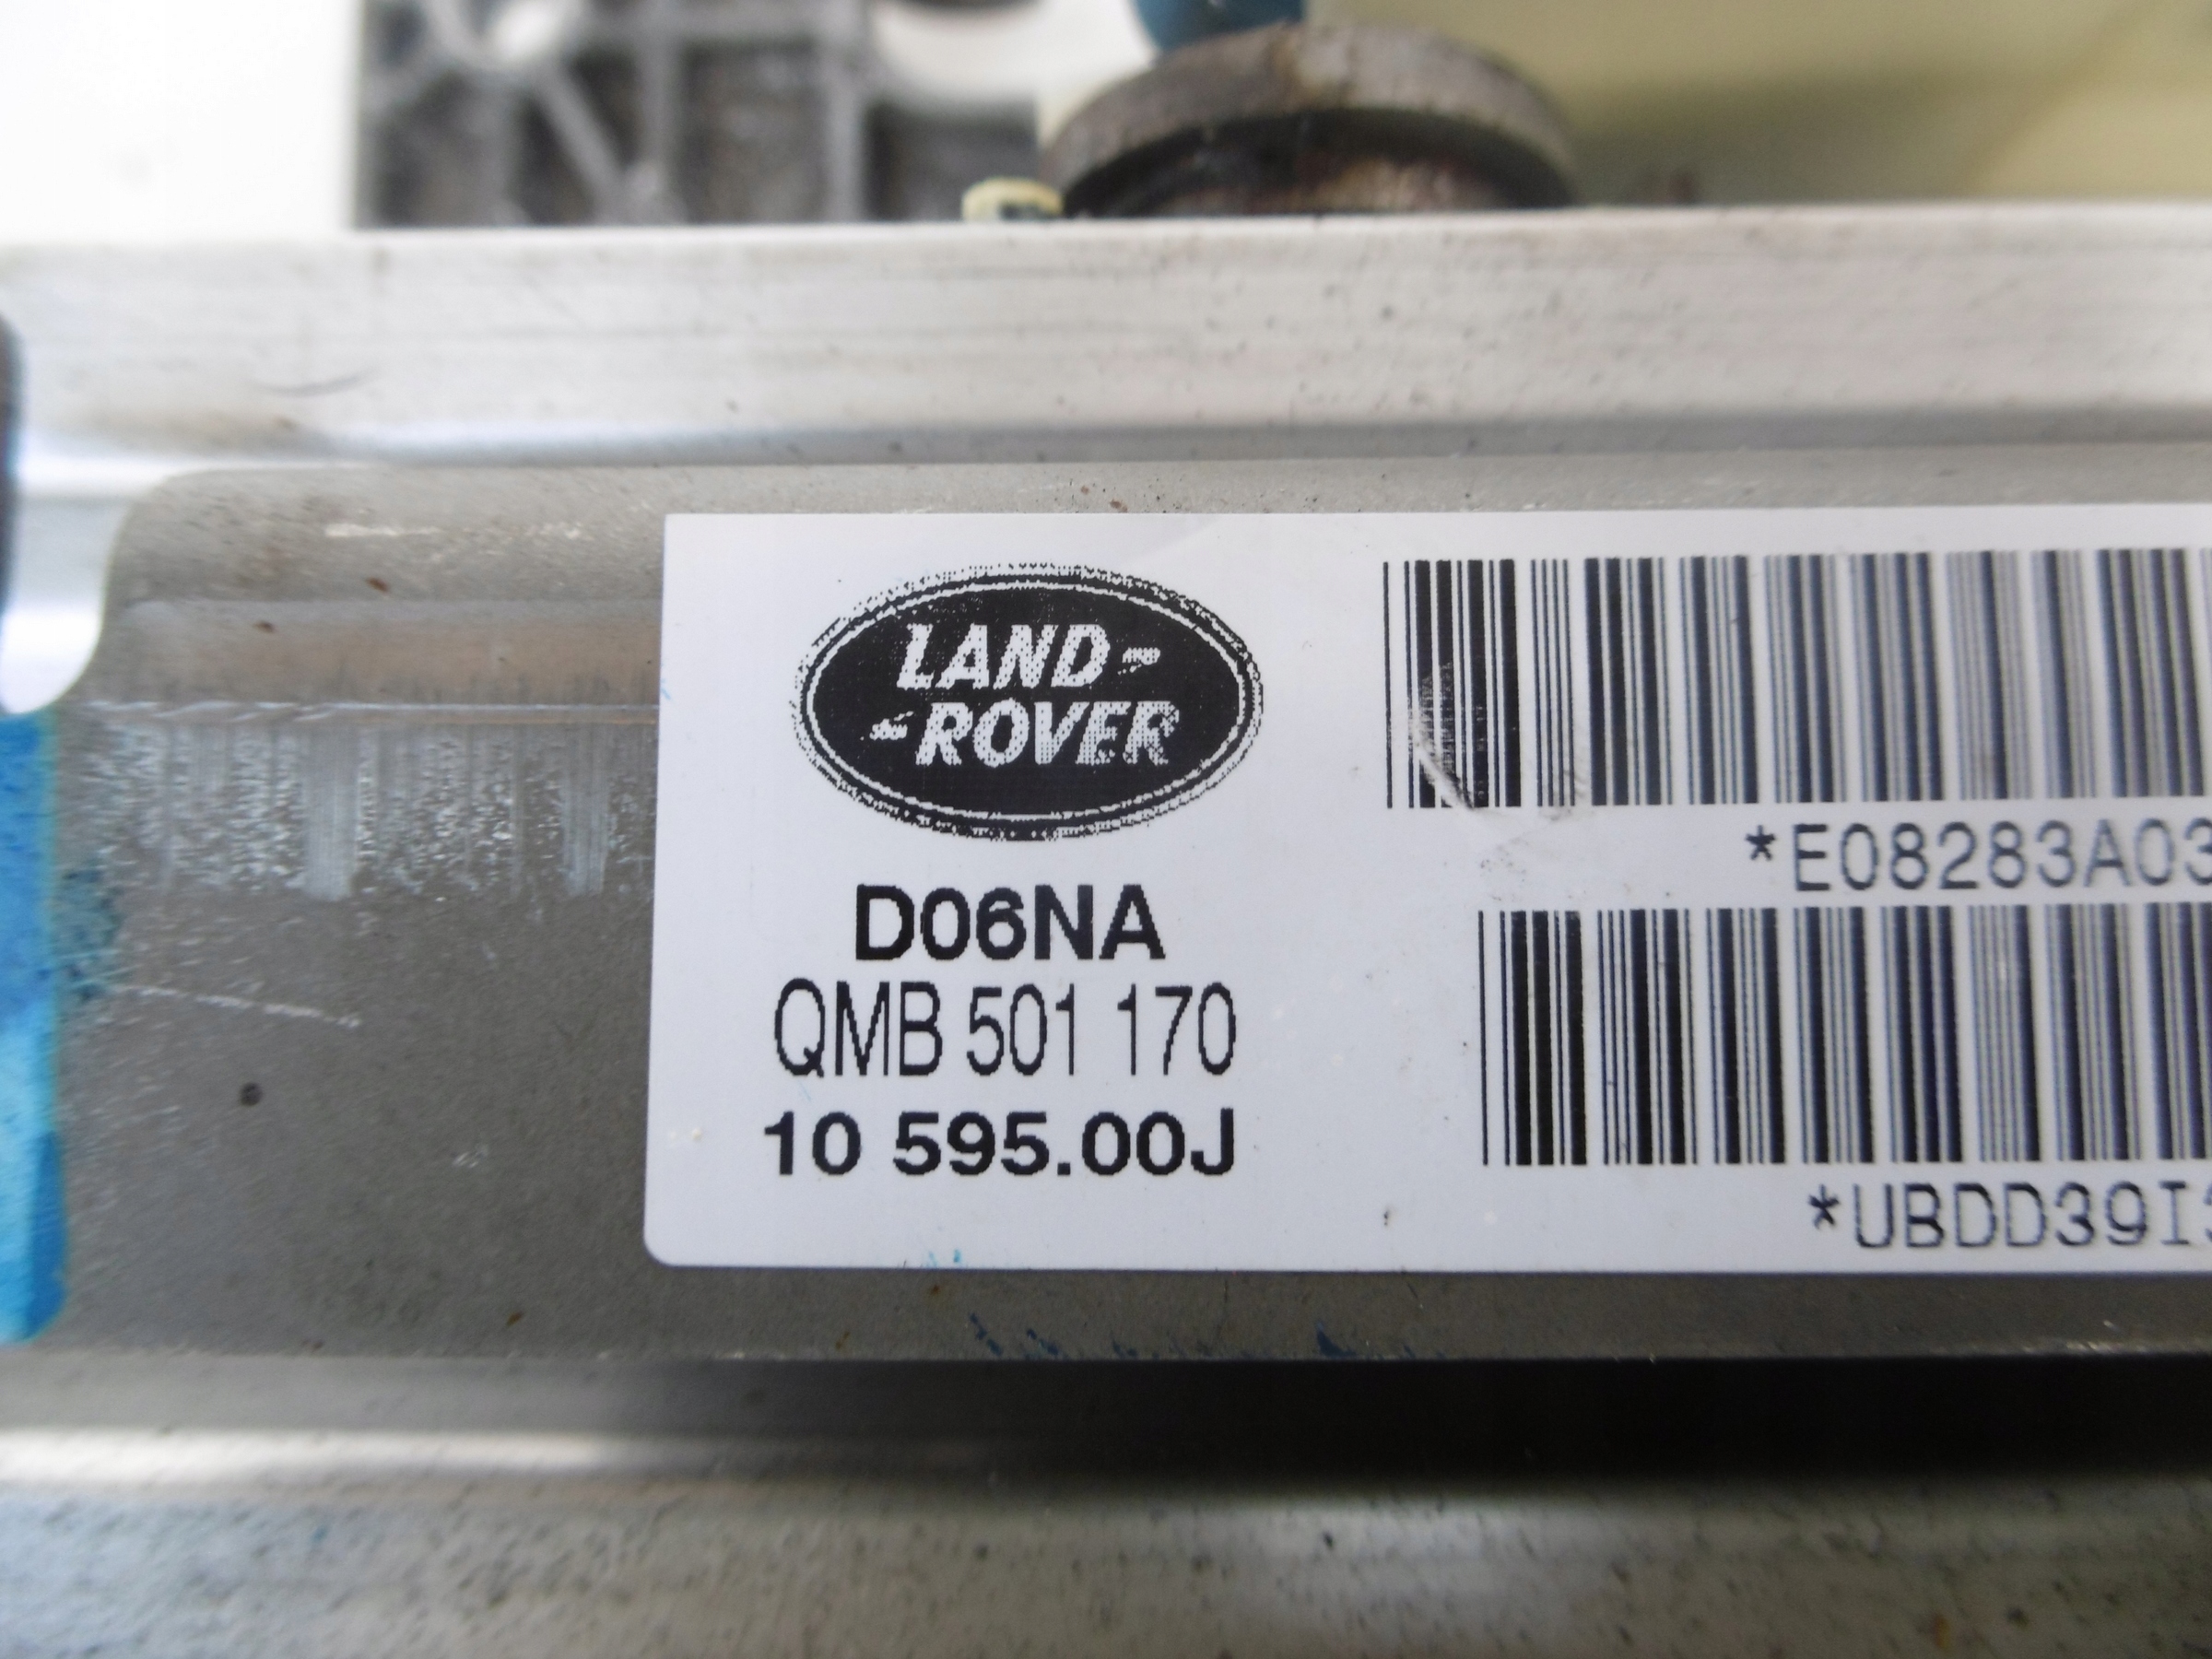 LAND-
-ROVER
D06NA
QMB 501 170
10 595.00J
*E08283A03
*UBDD39I